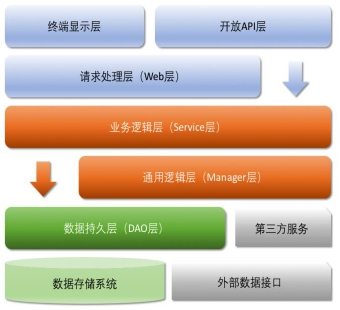 终端显示层
开放API层
请求处理层（Web层）
业务逻辑层（Service层）
通用逻辑层（Manager层）
数据持久层（DAO层）
第三方服务
数据存储系统
外部数据接口